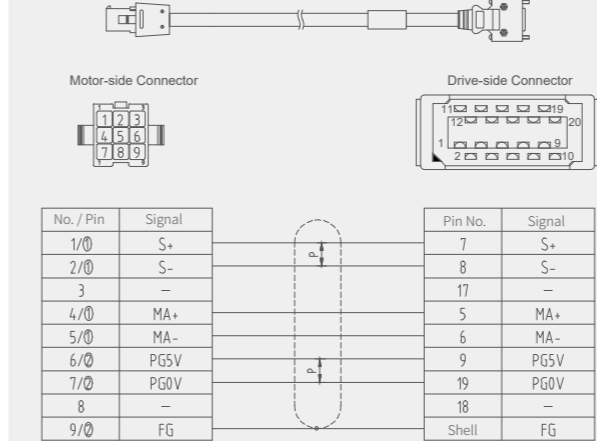 Motor-side Connector Drive-side Connector
11 19
12 20
1 9
2 10
1 2 3
4 5 6
7 8 9
No. / Pin Signal Pin No. Signal
1/① S+ P 7 S+
2/① S- 8 S-
3 — 17 —
4/① MA+ 5 MA+
5/① MA- 6 MA-
6/② PG5V P 9 PG5V
7/② PG0V 19 PG0V
8 — 18 —
9/② FG Shell FG